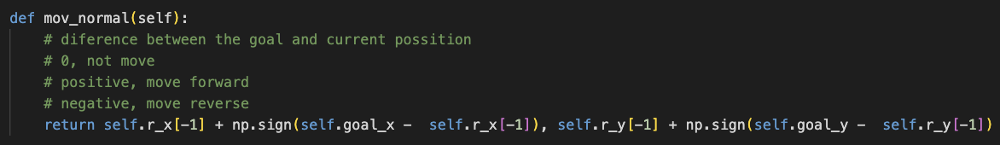 def mov_normal(self):
    # diference between the goal and current possition
    # 0, not move
    # positive, move forward
    # negative, move reverse
    return self.r_x[-1] + np.sign(self.goal_x -  self.r_x[-1]), self.r_y[-1] + np.sign(self.goal_y -  self.r_y[-1])